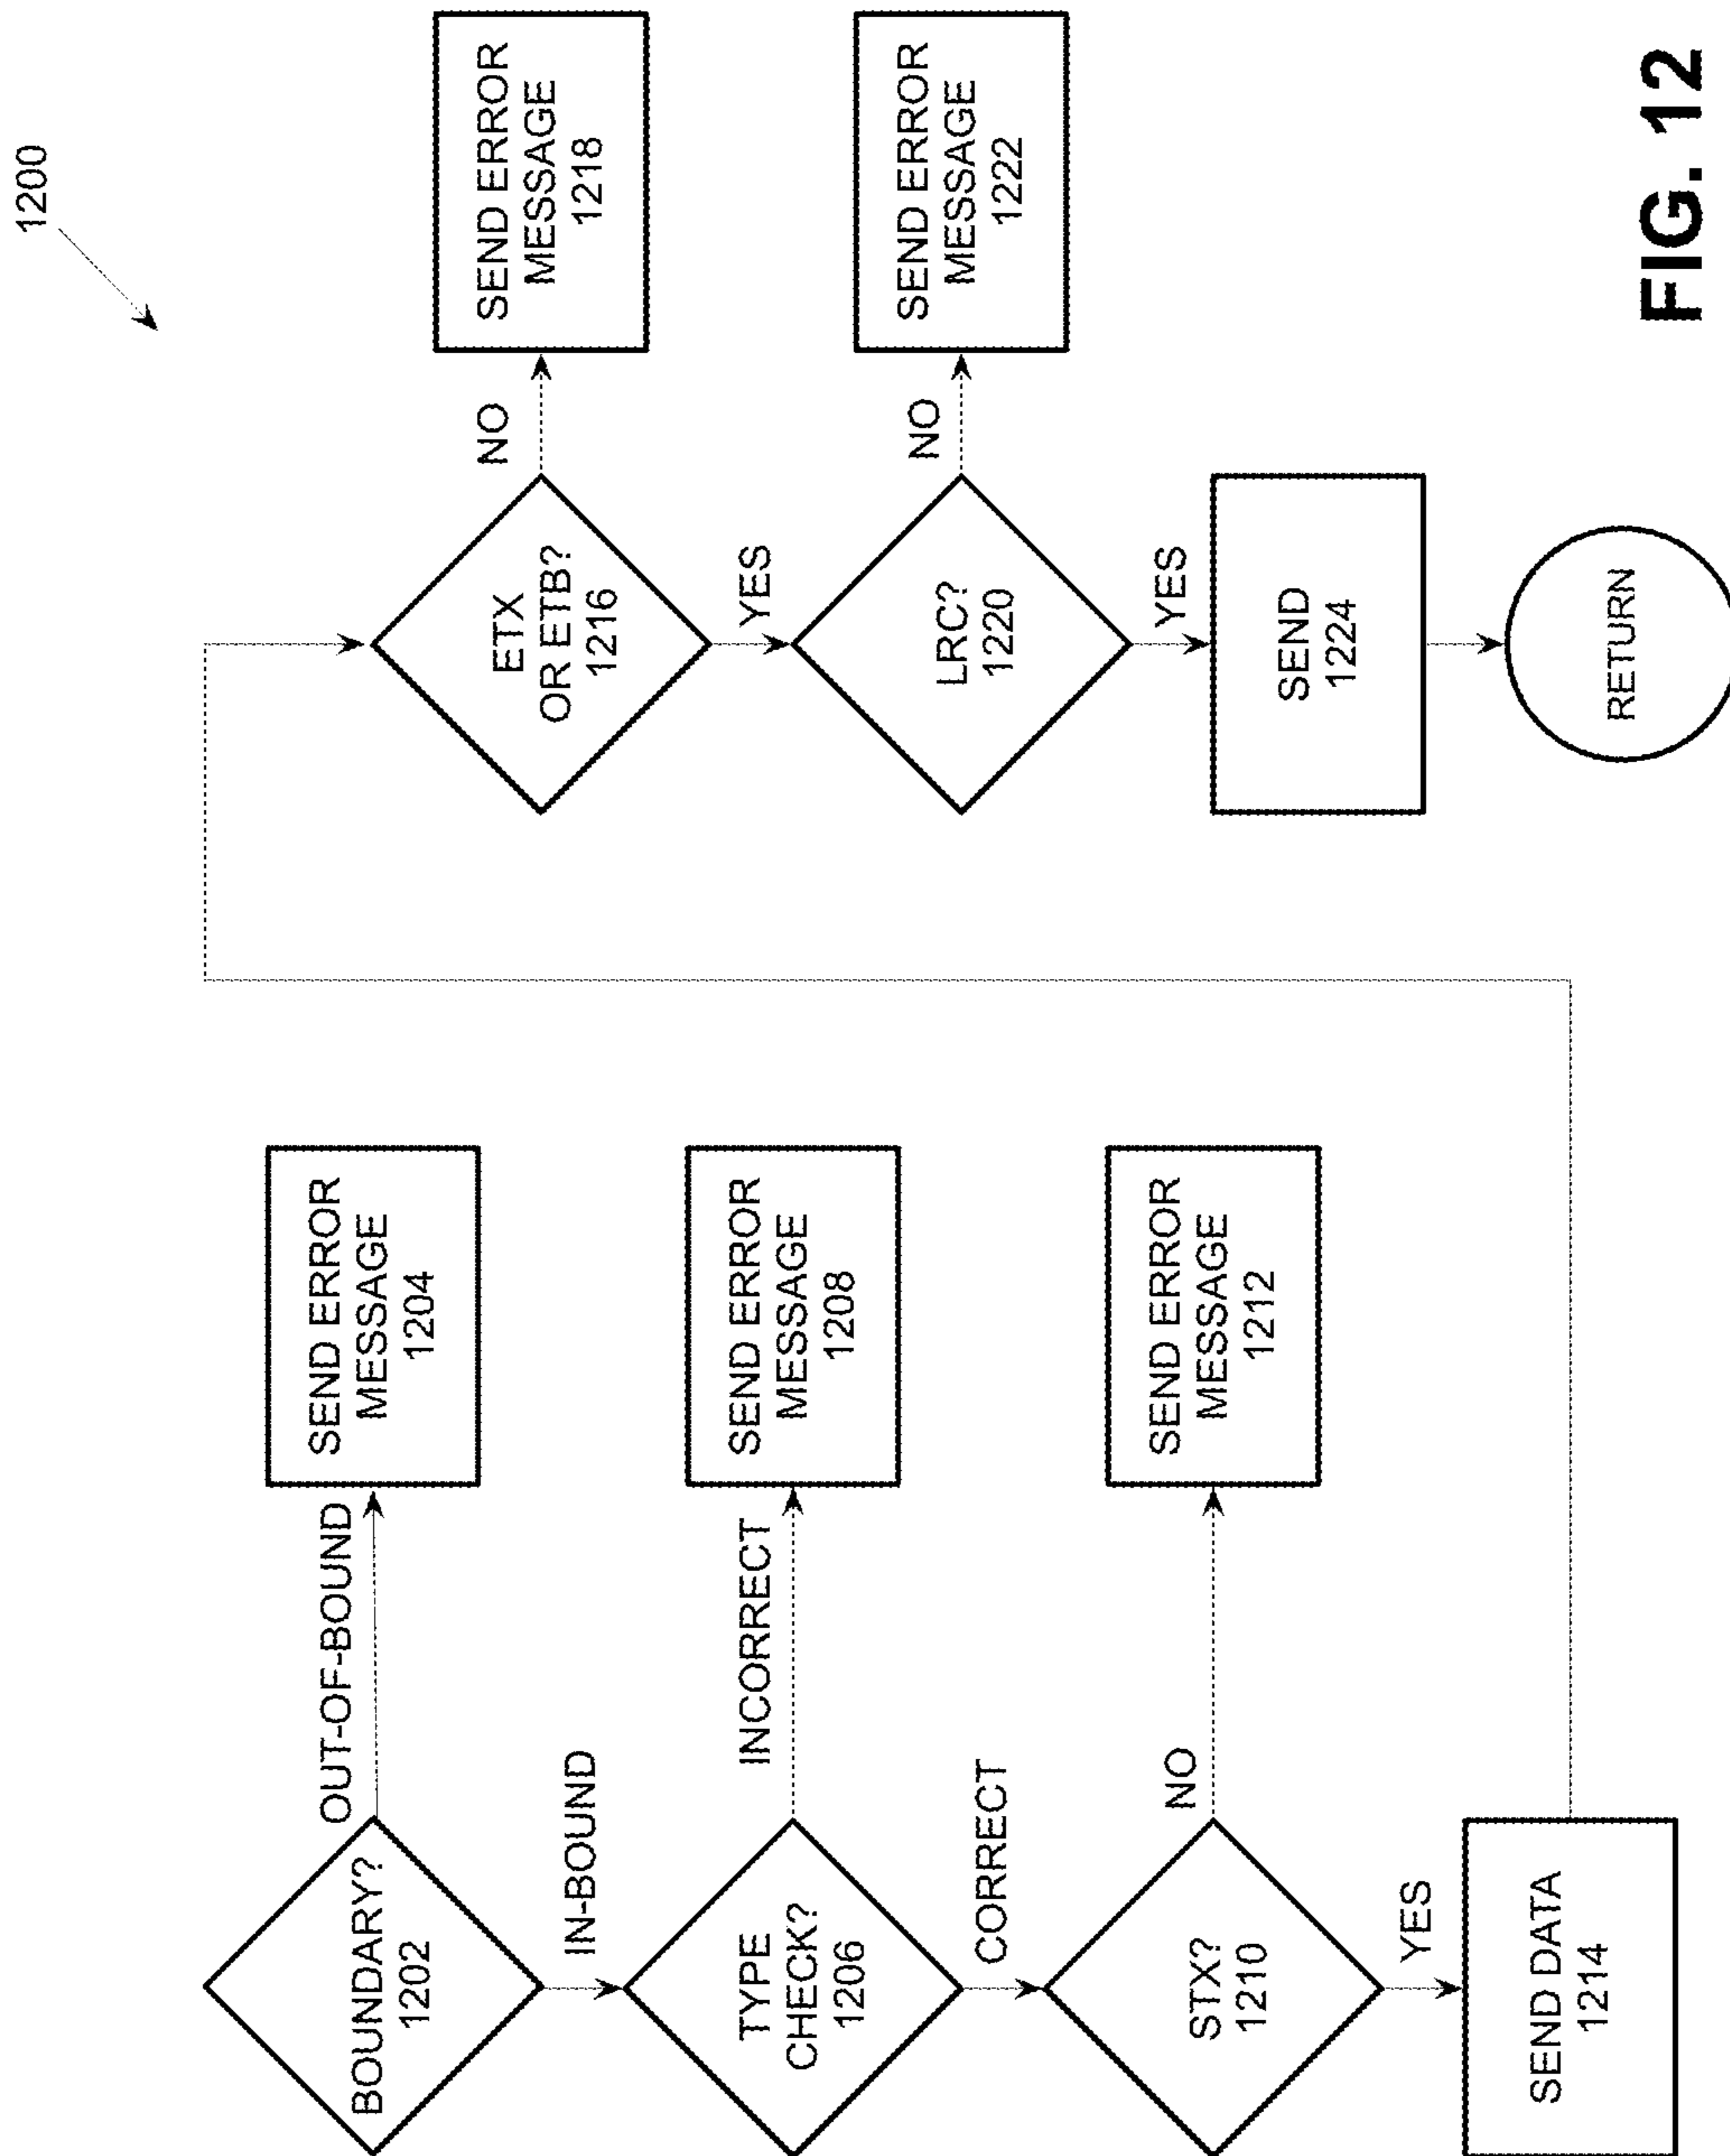 1200
BOUNDARY?
1202
OUT-OF-BOUND
SEND ERROR
MESSAGE
1204
IN-BOUND
TYPE
CHECK?
1206
INCORRECT
SEND ERROR
MESSAGE
1208
CORRECT
STX?
1210
NO
SEND ERROR
MESSAGE
1212
YES
SEND DATA
1214
ETX
OR ETB?
1216
NO
SEND ERROR
MESSAGE
1218
YES
LRC?
1220
NO
SEND ERROR
MESSAGE
1222
YES
SEND
1224
RETURN
FIG. 12